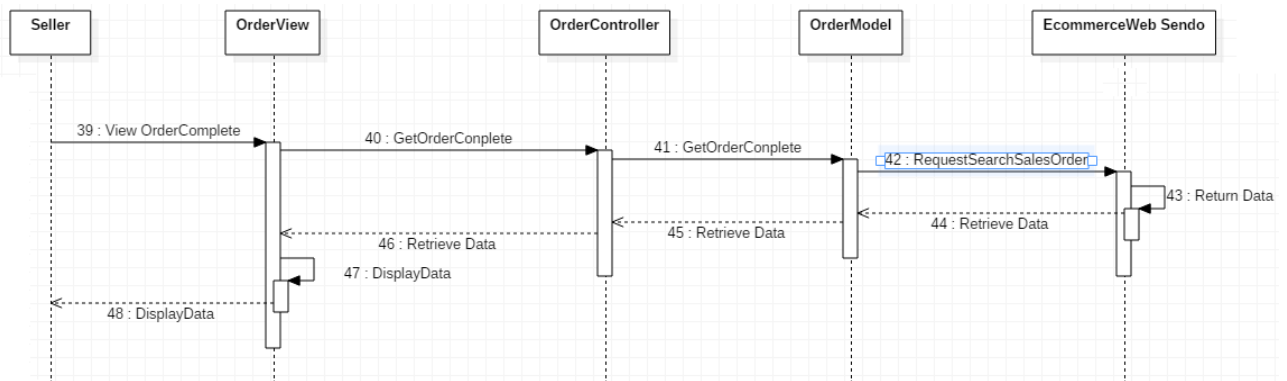 Seller
OrderView
OrderController
OrderModel
EcommerceWeb Sendo
39 : View OrderComplete
40 : GetOrderConplete
41 : GetOrderConplete
42 : RequestSearchSalesOrder
43 : Return Data
44 : Retrieve Data
45 : Retrieve Data
46 : Retrieve Data
47 : DisplayData
48 : DisplayData